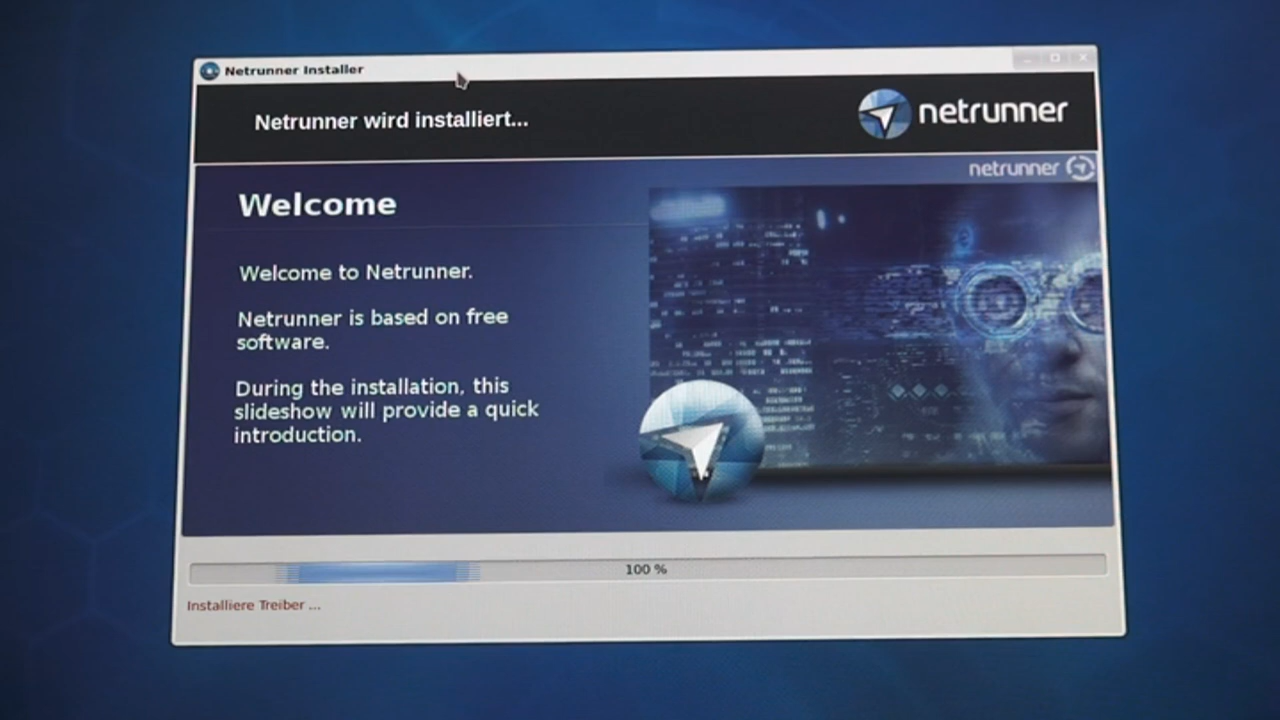 Netrunner Installer
Netrunner wird installiert...
netrunner
netrunner
Welcome
Welcome to Netrunner.
Netrunner is based on free
software.
During the installation, this
slideshow will provide a quick
introduction.
100 %
Installiere Treiber ...